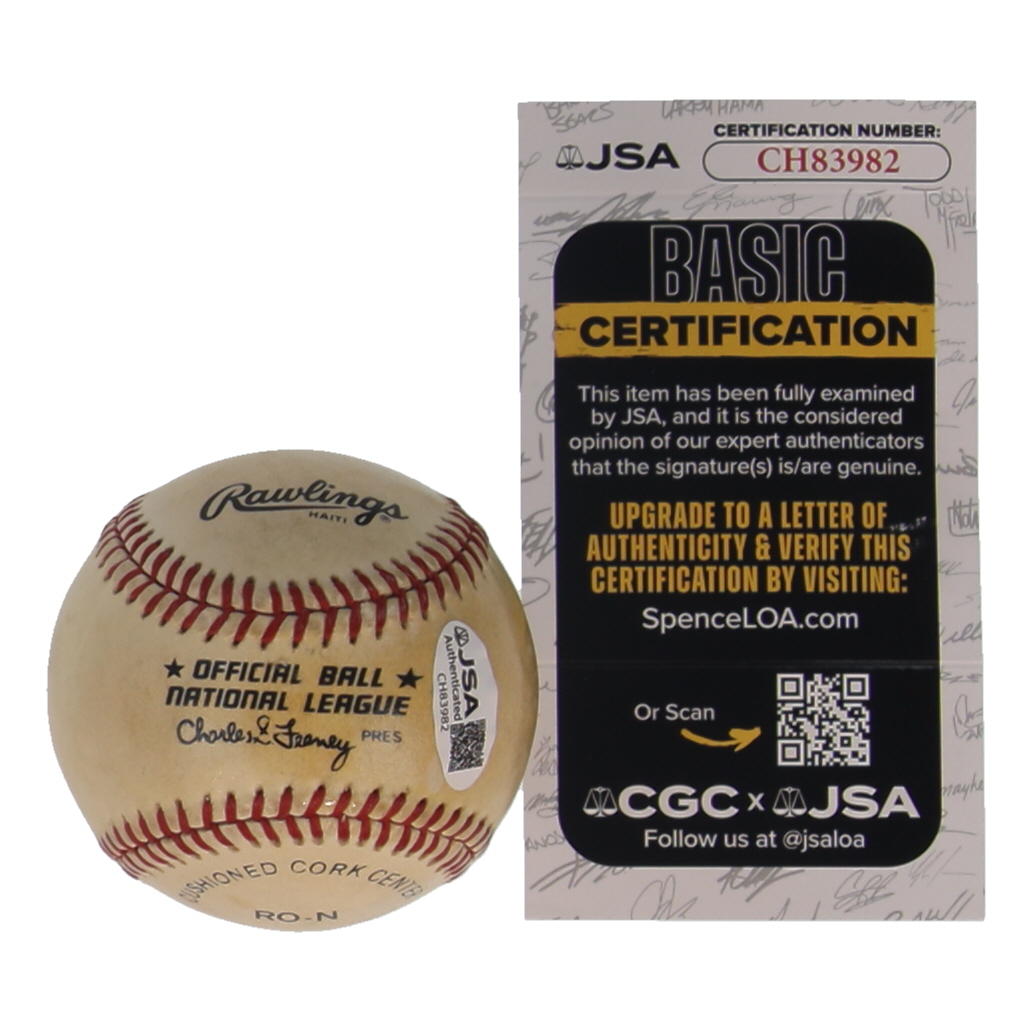 Rawlings®
HAITI
★ OFFICIAL BALL ★
NATIONAL LEAGUE
Charles S. Feeney PRES
CUSHIONED CORK CENTER
RO-N
JSA
Authenticated
CH83982
JSA
CERTIFICATION NUMBER:
CH83982
BASIC
CERTIFICATION
This item has been fully examined
by JSA, and it is the considered
opinion of our expert authenticators
that the signature(s) is/are genuine.
UPGRADE TO A LETTER OF
AUTHENTICITY & VERIFY THIS
CERTIFICATION BY VISITING:
SpenceLOA.com
Or Scan
CGC x JSA
Follow us at @jsaloa